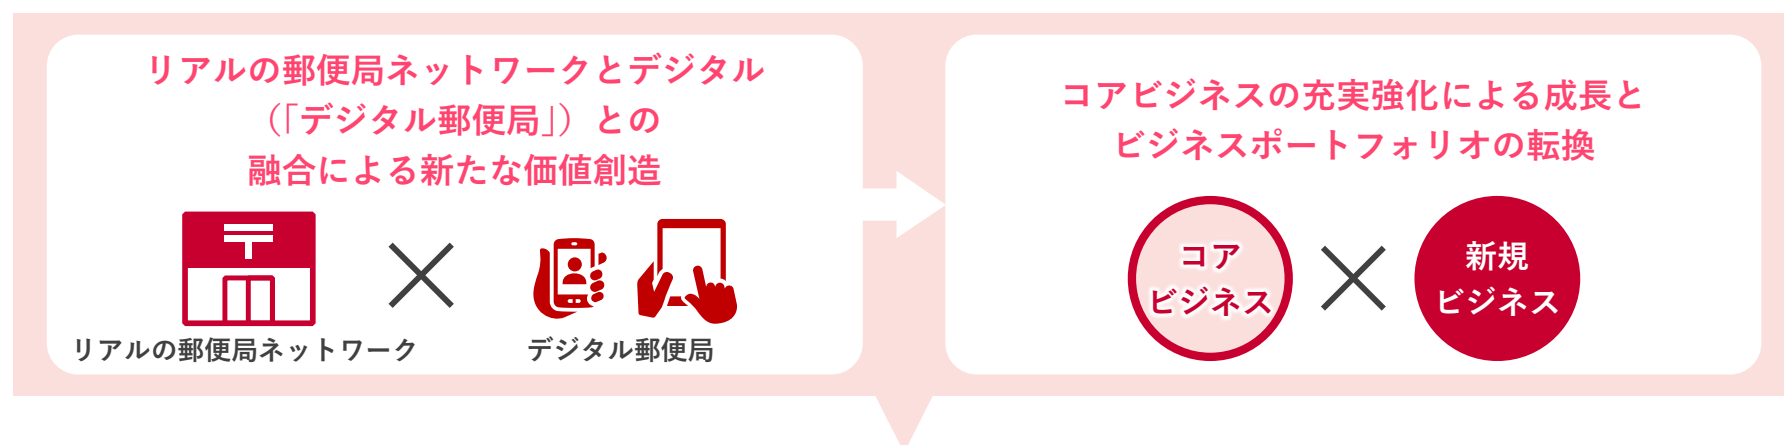 リアルの郵便局ネットワークとデジタル
（「デジタル郵便局」）との
融合による新たな価値創造
リアルの郵便局ネットワーク
デジタル郵便局
コアビジネスの充実強化による成長と
ビジネスポートフォリオの転換
コア
ビジネス
新規
ビジネス